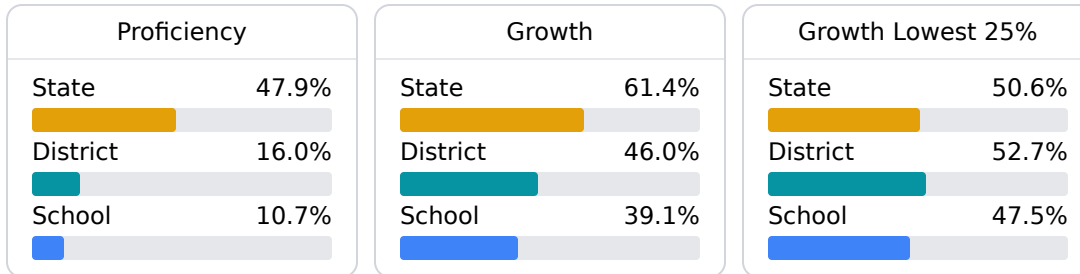 Proficiency
State 47.9%
District 16.0%
School 10.7%
Growth
State 61.4%
District 46.0%
School 39.1%
Growth Lowest 25%
State 50.6%
District 52.7%
School 47.5%